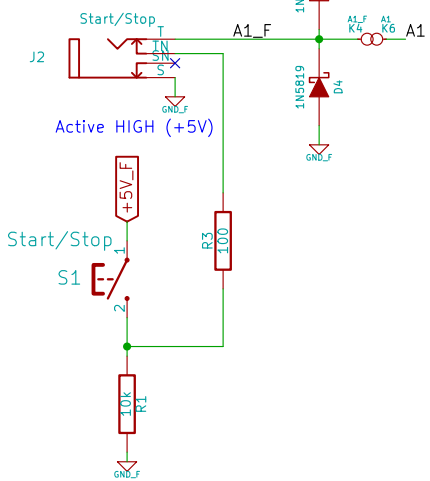 1N
Start/Stop
T
A1_F
A1_F
A1
K4
K6
A1
IN
J2
SN
S
1N5819
D4
GND_F
Active HIGH (+5V)
GND_F
+5V_F
Start/Stop
1
R3
100
S1
2
10k
R1
GND_F